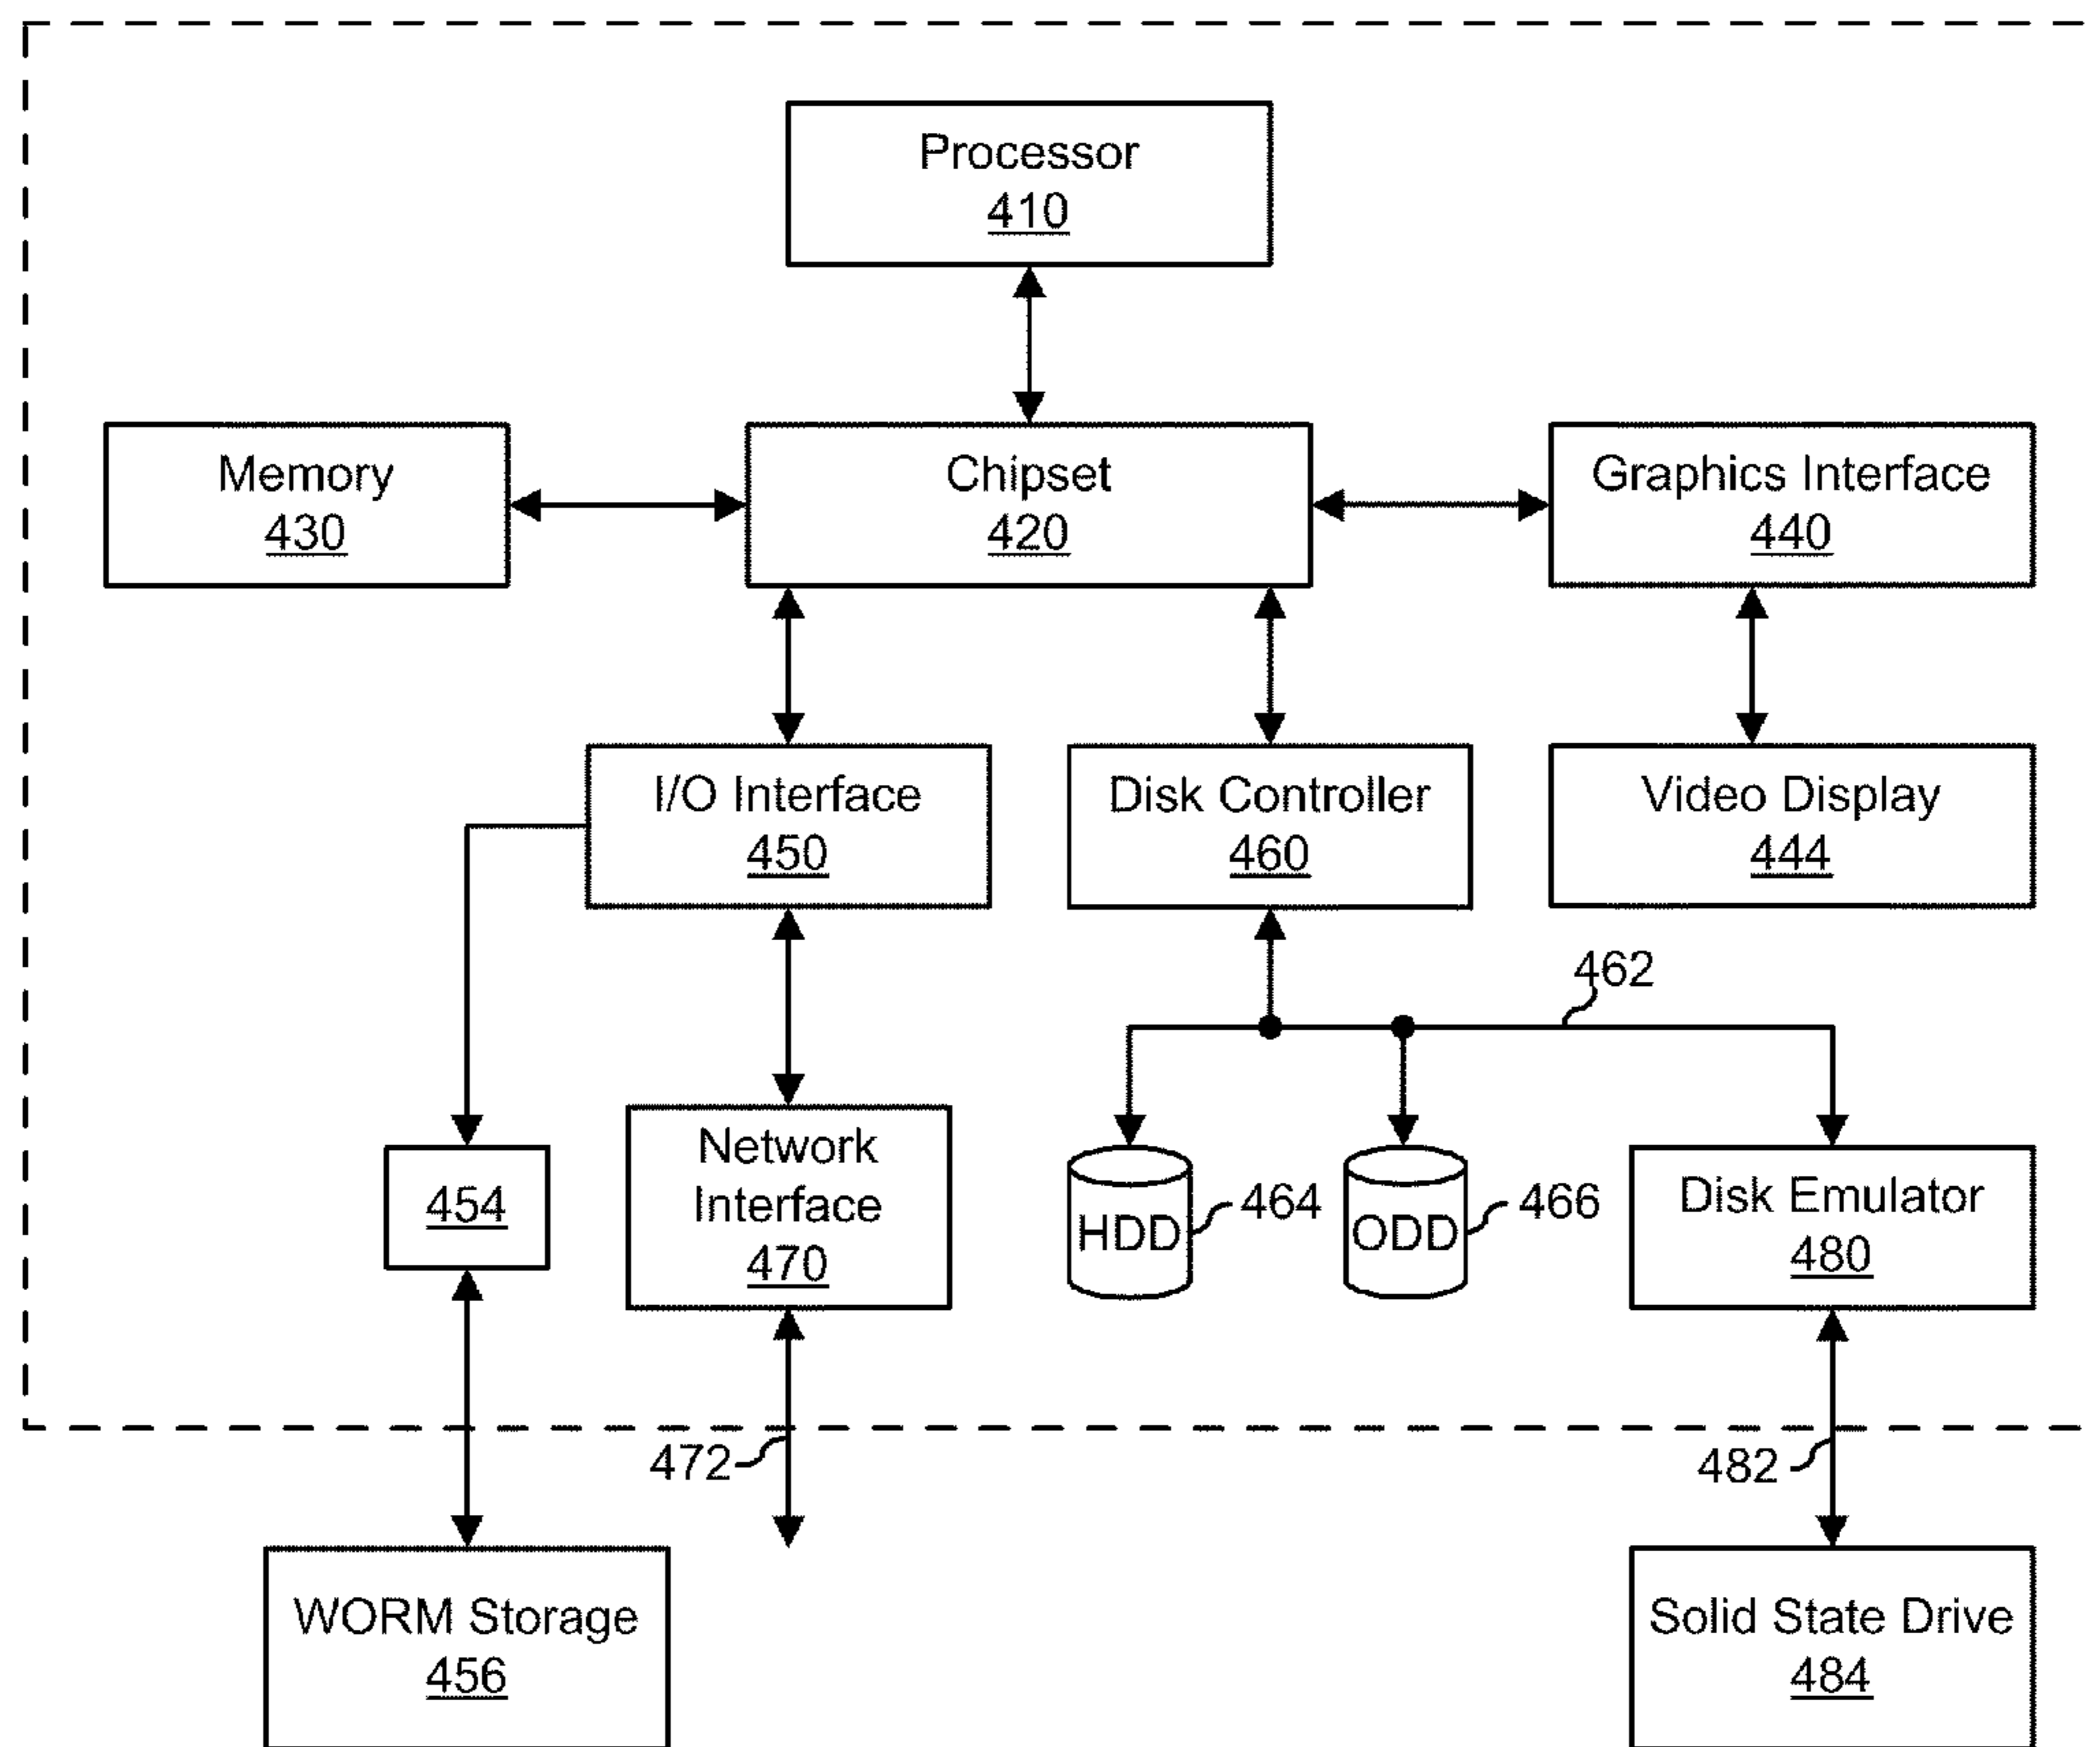 Processor
410
Memory
430
Chipset
420
Graphics Interface
440
I/O Interface
450
Disk Controller
460
Video Display
444
462
454
Network
Interface
470
HDD
464
ODD
466
Disk Emulator
480
472
482
WORM Storage
456
Solid State Drive
484